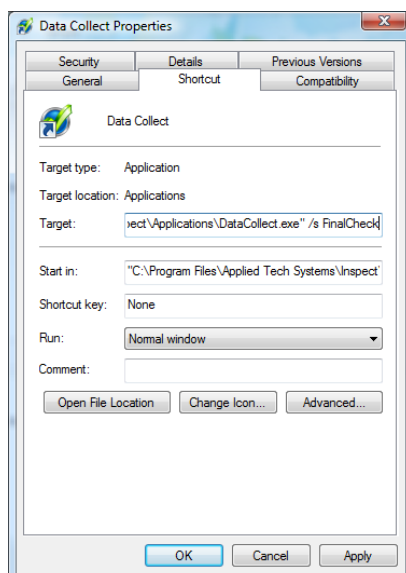 Data Collect Properties
Security Details Previous Versions
General Shortcut Compatibility
Data Collect
Target type: Application
Target location: Applications
Target: ect\Applications\DataCollect.exe" /s FinalCheck
Start in: "C:\Program Files\Applied Tech Systems\Inspect
Shortcut key: None
Run: Normal window
Comment:
Open File Location Change Icon... Advanced...
OK Cancel Apply